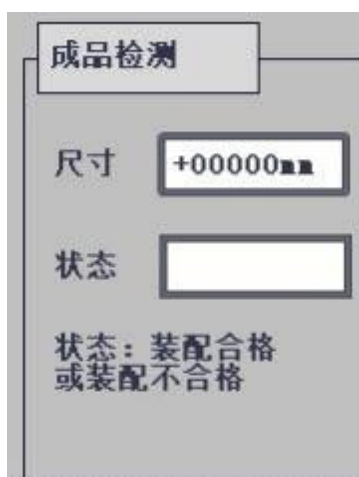 成品检测
尺寸 +00000mm
状态
状态：装配合格
或装配不合格